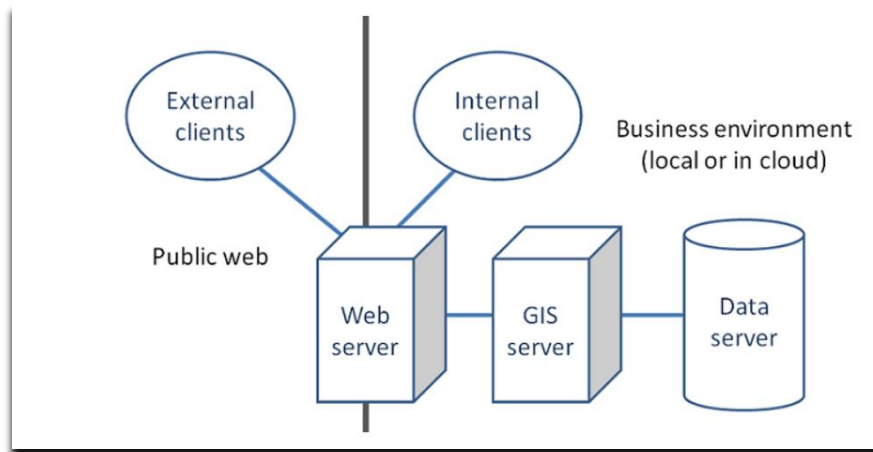 External
clients
Internal
clients
Business environment
(local or in cloud)
Public web
Web
server
GIS
server
Data
server